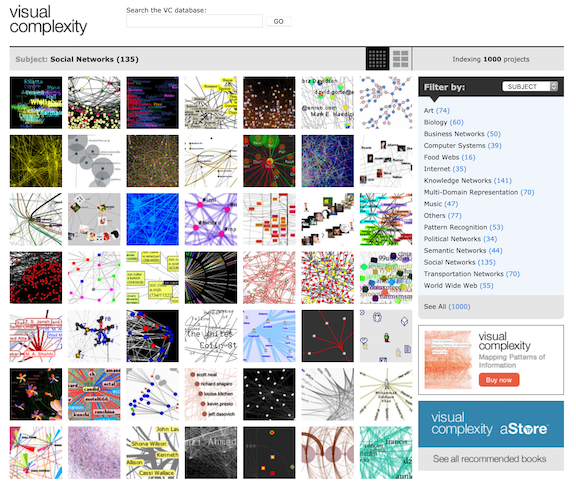 visual
complexity
Search the VC database:
GO
Subject: Social Networks (135)
Indexing 1000 projects
Filter by:
SUBJECT
Art (74)
Biology (60)
Business Networks (50)
Computer Systems (39)
Food Webs (16)
Internet (35)
Knowledge Networks (141)
Multi-Domain Representation (70)
Music (47)
Others (77)
Pattern Recognition (53)
Political Networks (34)
Semantic Networks (44)
Social Networks (135)
Transportation Networks (70)
World Wide Web (55)
See All (1000)
visual
complexity
Mapping Patterns of
Information
Buy now
visual
complexity aStore
See all recommended books
scott.neal
richard.shapiro
louise.kitchen
kevin.presto
jeff.dasovich
Shona Wilson
Kenneth
Cassi Wallace